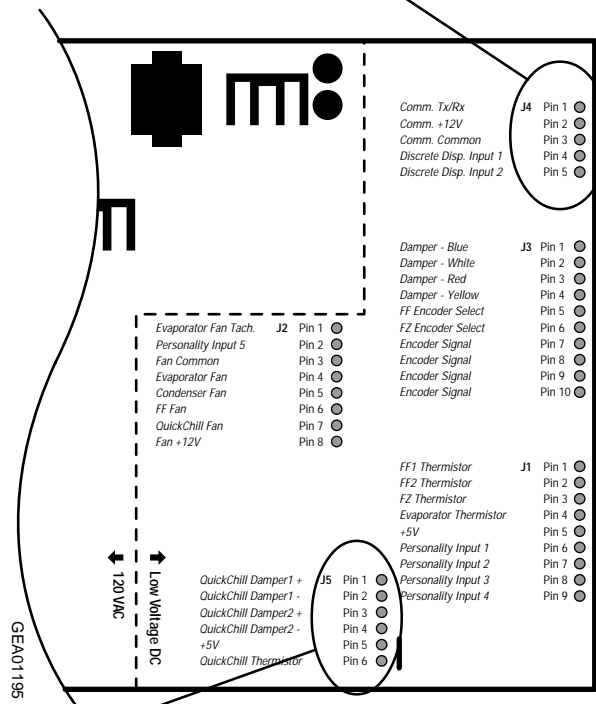 Comm. Tx/Rx J4 Pin 1
Comm. +12V Pin 2
Comm. Common Pin 3
Discrete Disp. Input 1 Pin 4
Discrete Disp. Input 2 Pin 5
Damper - Blue J3 Pin 1
Damper - White Pin 2
Damper - Red Pin 3
Damper - Yellow Pin 4
FF Encoder Select Pin 5
FZ Encoder Select Pin 6
Encoder Signal Pin 7
Encoder Signal Pin 8
Encoder Signal Pin 9
Encoder Signal Pin 10
Evaporator Fan Tach. J2 Pin 1
Personality Input 5 Pin 2
Fan Common Pin 3
Evaporator Fan Pin 4
Condenser Fan Pin 5
FF Fan Pin 6
QuickChill Fan Pin 7
Fan +12V Pin 8
FF1 Thermistor J1 Pin 1
FF2 Thermistor Pin 2
FZ Thermistor Pin 3
Evaporator Thermistor Pin 4
+5V Pin 5
Personality Input 1 Pin 6
Personality Input 2 Pin 7
Personality Input 3 Pin 8
Personality Input 4 Pin 9
120 VAC
Low Voltage DC
QuickChill Damper1 + J5 Pin 1
QuickChill Damper1 - Pin 2
QuickChill Damper2 + Pin 3
QuickChill Damper2 - Pin 4
+5V Pin 5
QuickChill Thermistor Pin 6
GEA01195